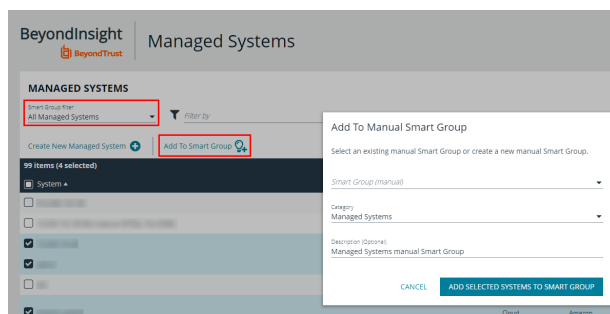 BeyondInsight
BeyondTrust
Managed Systems
MANAGED SYSTEMS
Smart Group filter
All Managed Systems
Filter by
Create New Managed System
Add To Smart Group
99 items (4 selected)
System
Add To Manual Smart Group
Select an existing manual Smart Group or create a new manual Smart Group.
Smart Group (manual)
Category
Managed Systems
Description (Optional)
Managed Systems manual Smart Group
CANCEL
ADD SELECTED SYSTEMS TO SMART GROUP
Cloud
Amazon